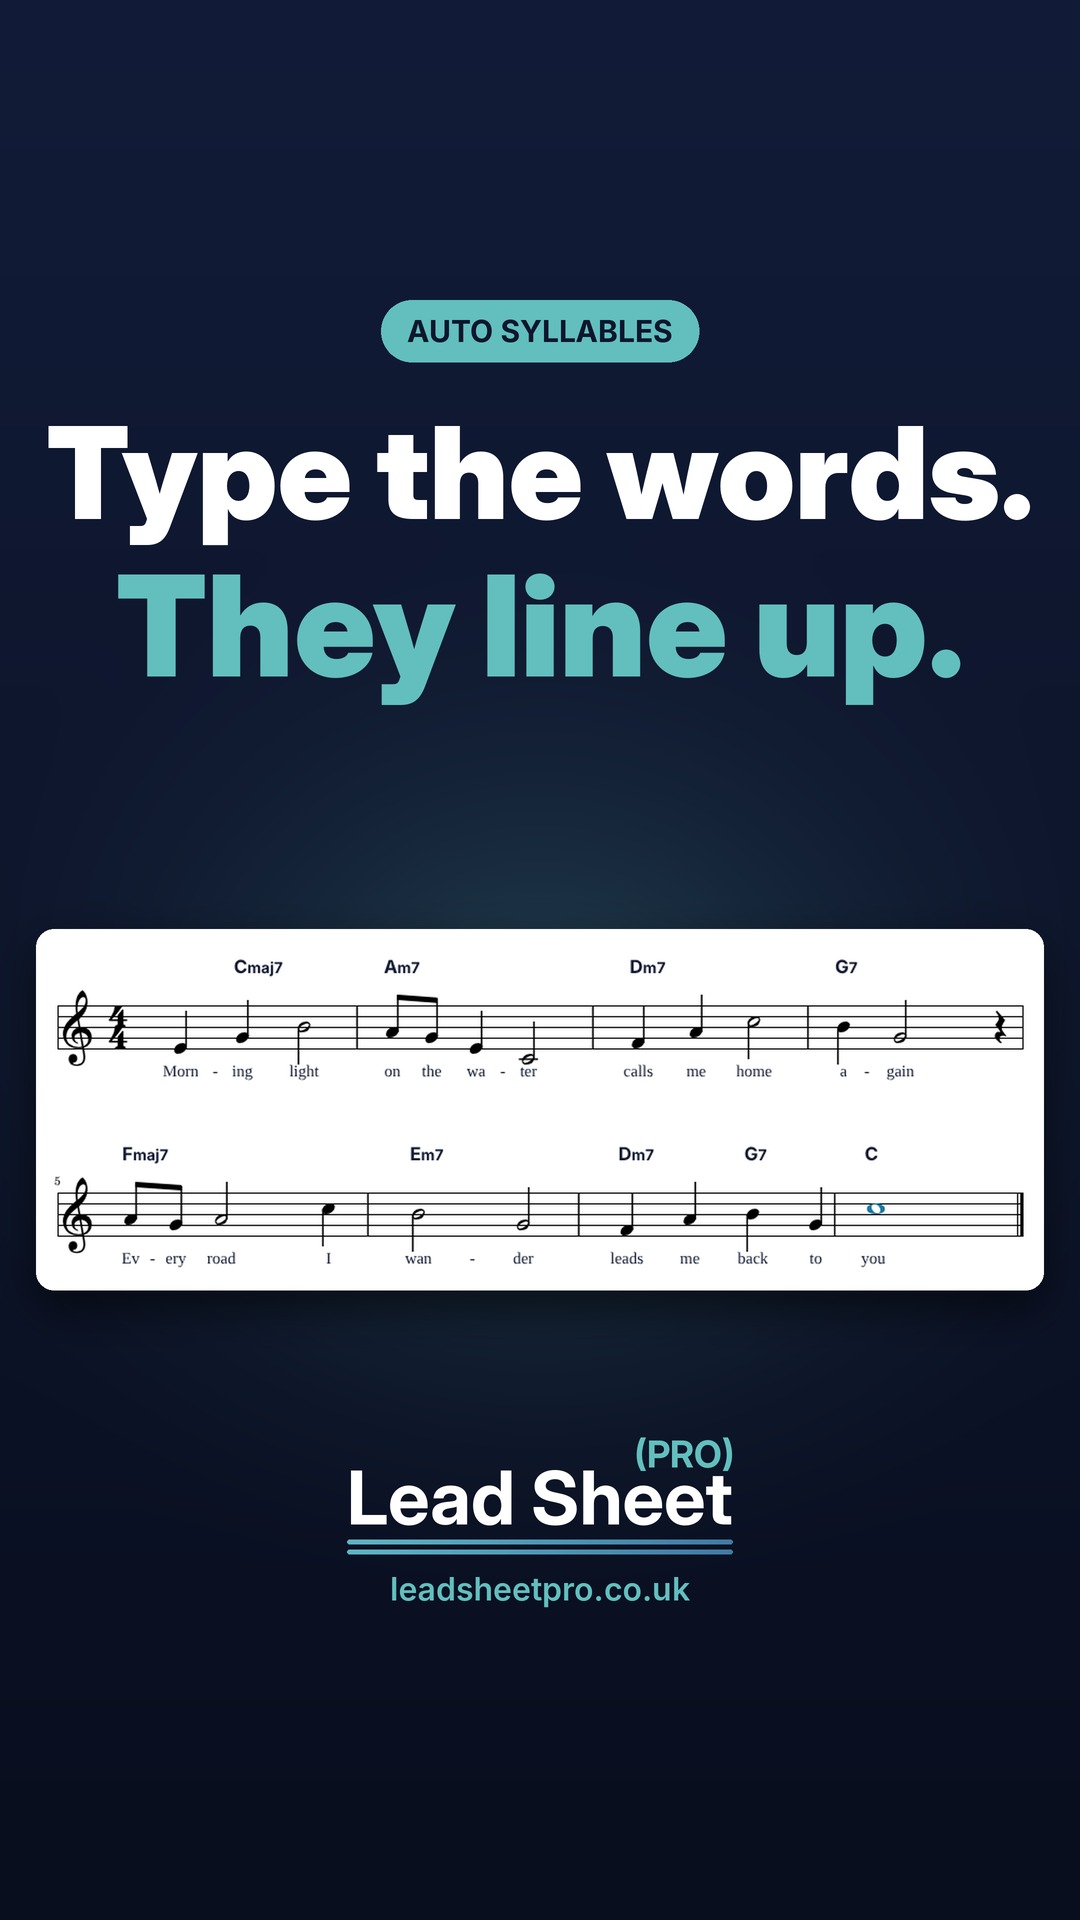 AUTO SYLLABLES
Type the words.
They line up.
Cmaj7 Am7 Dm7 G7
4
4
Morn - ing light on the wa - ter calls me home a - gain
Fmaj7 Em7 Dm7 G7 C
5
Ev - ery road I wan - der leads me back to you
(PRO)
Lead Sheet
leadsheetpro.co.uk